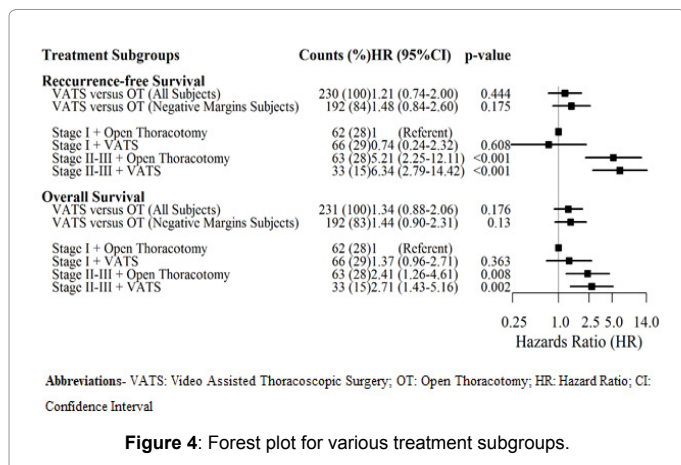 Treatment Subgroups Counts (%)HR (95%CI) p-value
Reccurrence-free Survival
VATS versus OT (All Subjects) 230 (100)1.21 (0.74-2.00) 0.444
VATS versus OT (Negative Margins Subjects) 192 (84)1.48 (0.84-2.60) 0.175
Stage I + Open Thoracotomy 62 (28)1 (Referent)
Stage I + VATS 66 (29)0.74 (0.24-2.32) 0.608
Stage II-III + Open Thoracotomy 63 (28)5.21 (2.25-12.11) <0.001
Stage II-III + VATS 33 (15)6.34 (2.79-14.42) <0.001
Overall Survival
VATS versus OT (All Subjects) 231 (100)1.34 (0.88-2.06) 0.176
VATS versus OT (Negative Margins Subjects) 192 (83)1.44 (0.90-2.31) 0.13
Stage I + Open Thoracotomy 62 (28)1 (Referent)
Stage I + VATS 66 (29)1.37 (0.96-2.71) 0.363
Stage II-III + Open Thoracotomy 63 (28)2.41 (1.26-4.61) 0.008
Stage II-III + VATS 33 (15)2.71 (1.43-5.16) 0.002
0.25 1.0 2.5 5.0 14.0
Hazards Ratio (HR)
Abbreviations- VATS: Video Assisted Thoracoscopic Surgery; OT: Open Thoracotomy; HR: Hazard Ratio; CI:
Confidence Interval
Figure 4: Forest plot for various treatment subgroups.